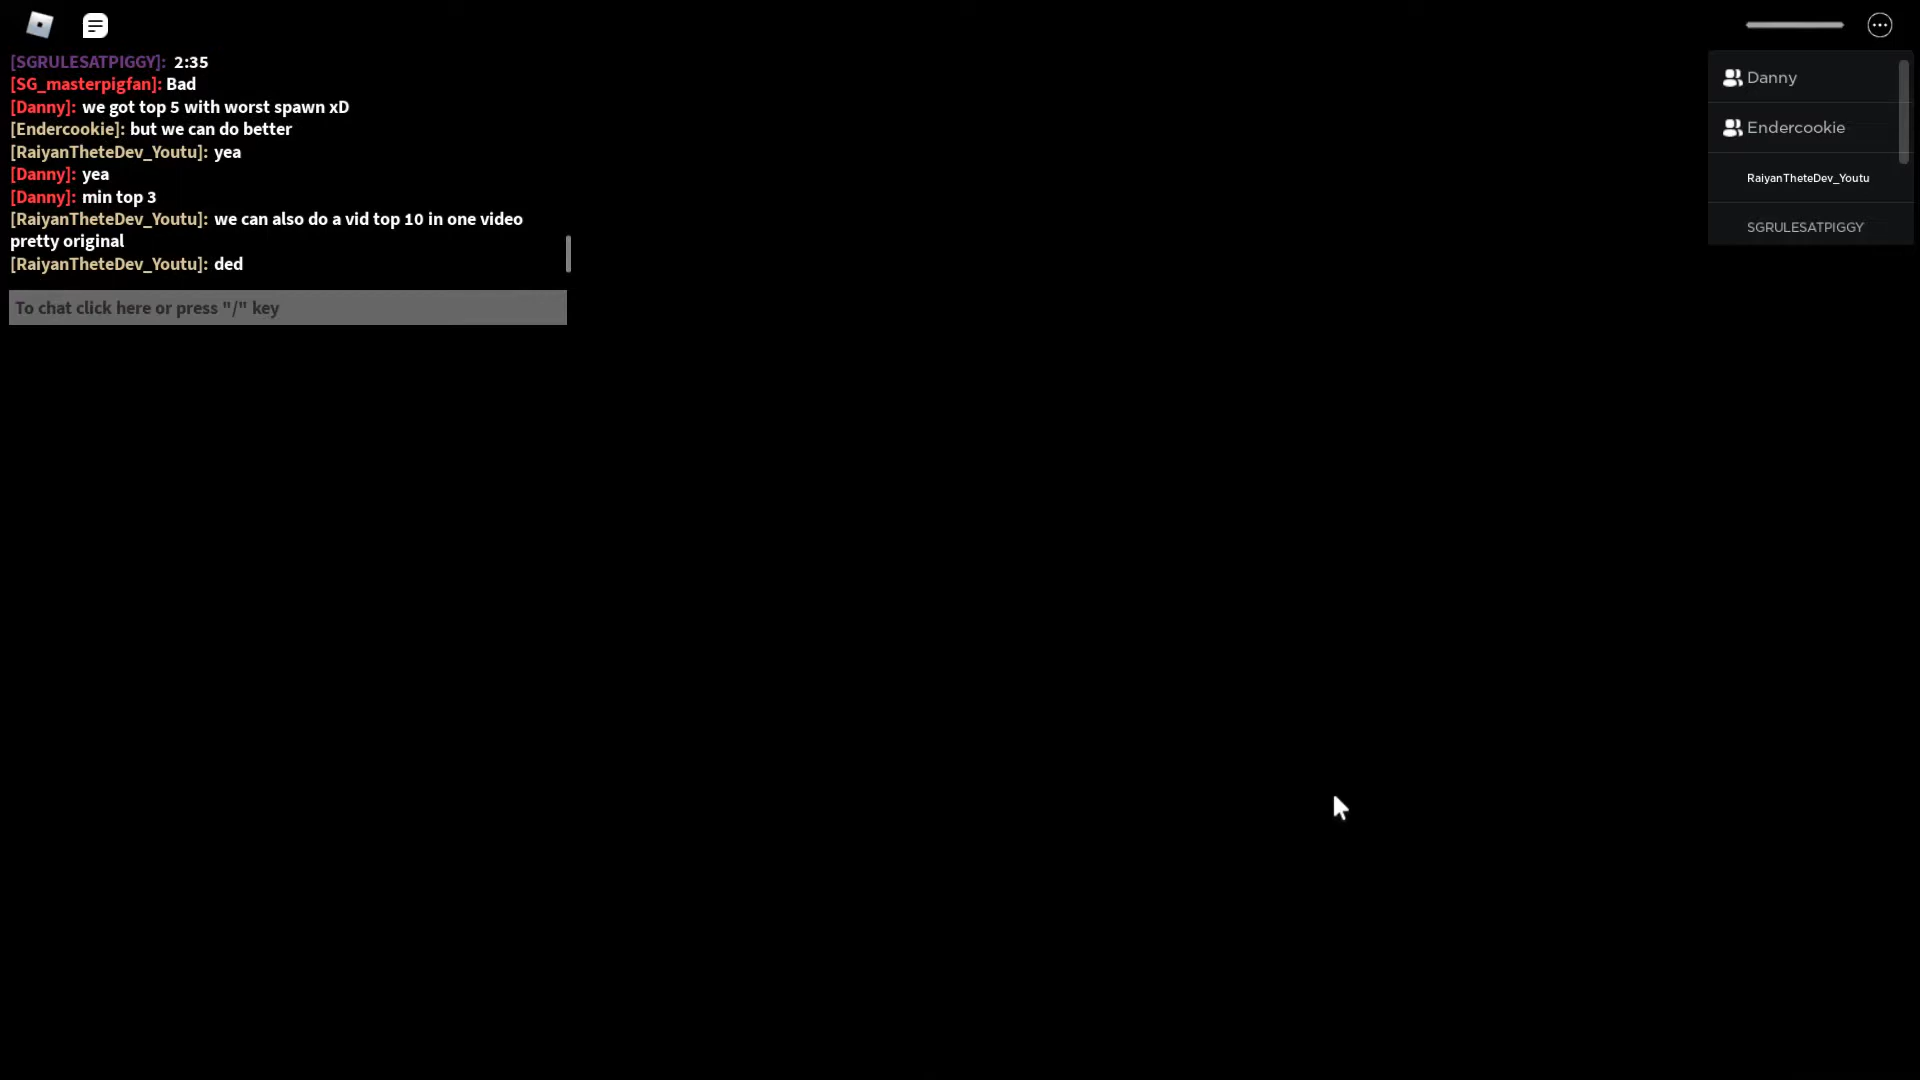 [SGRULESATPIGGY]: 2:35
[SG_masterpigfan]: Bad
[Danny]: we got top 5 with worst spawn xD
[Endercookie]: but we can do better
[RaiyanTheteDev_Youtu]: yea
[Danny]: yea
[Danny]: min top 3
[RaiyanTheteDev_Youtu]: we can also do a vid top 10 in one video
pretty original
[RaiyanTheteDev_Youtu]: ded
To chat click here or press "/" key
Danny
Endercookie
RaiyanTheteDev_Youtu
SGRULESATPIGGY